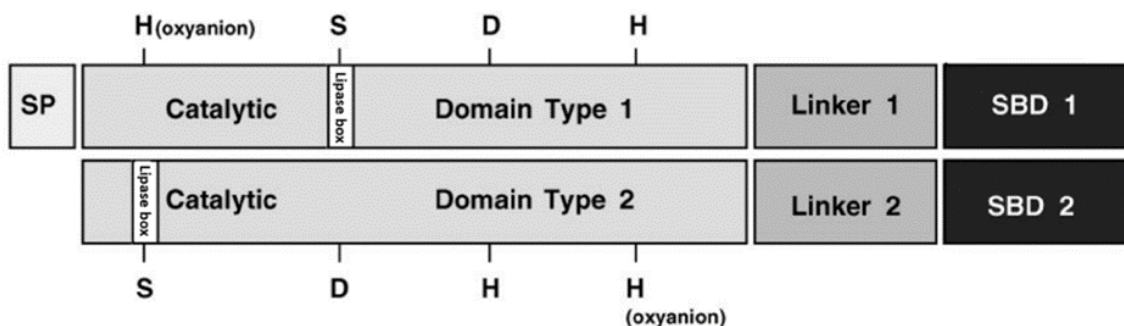 H(oxyanion) S D H
SP Catalytic Lipase box Domain Type 1 Linker 1 SBD 1
Lipase box Catalytic Domain Type 2 Linker 2 SBD 2
S D H H
(oxyanion)